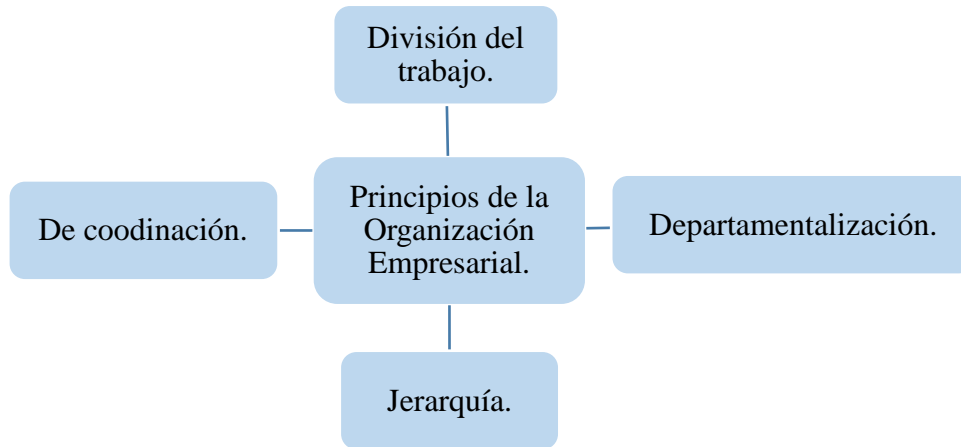 División del
trabajo.
De coodinación.
Principios de la
Organización
Empresarial.
Departamentalización.
Jerarquía.